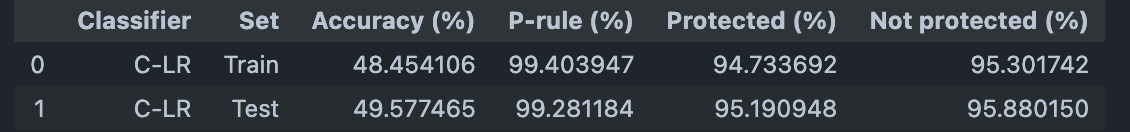 Classifier Set Accuracy (%) P-rule (%) Protected (%) Not protected (%)
0 C-LR Train 48.454106 99.403947 94.733692 95.301742
1 C-LR Test 49.577465 99.281184 95.190948 95.880150